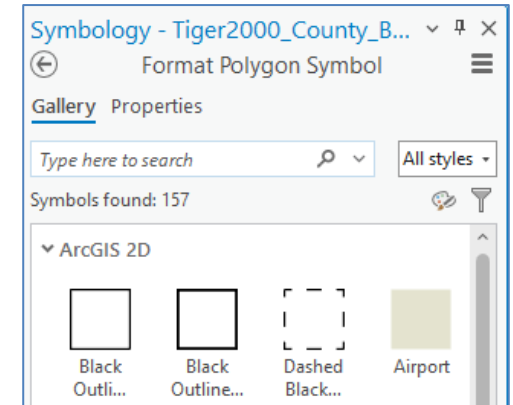 Symbology - Tiger2000_County_B...
Format Polygon Symbol
Gallery Properties
Type here to search All styles
Symbols found: 157
ArcGIS 2D
Black Black Dashed Airport
Outli... Outline... Black...